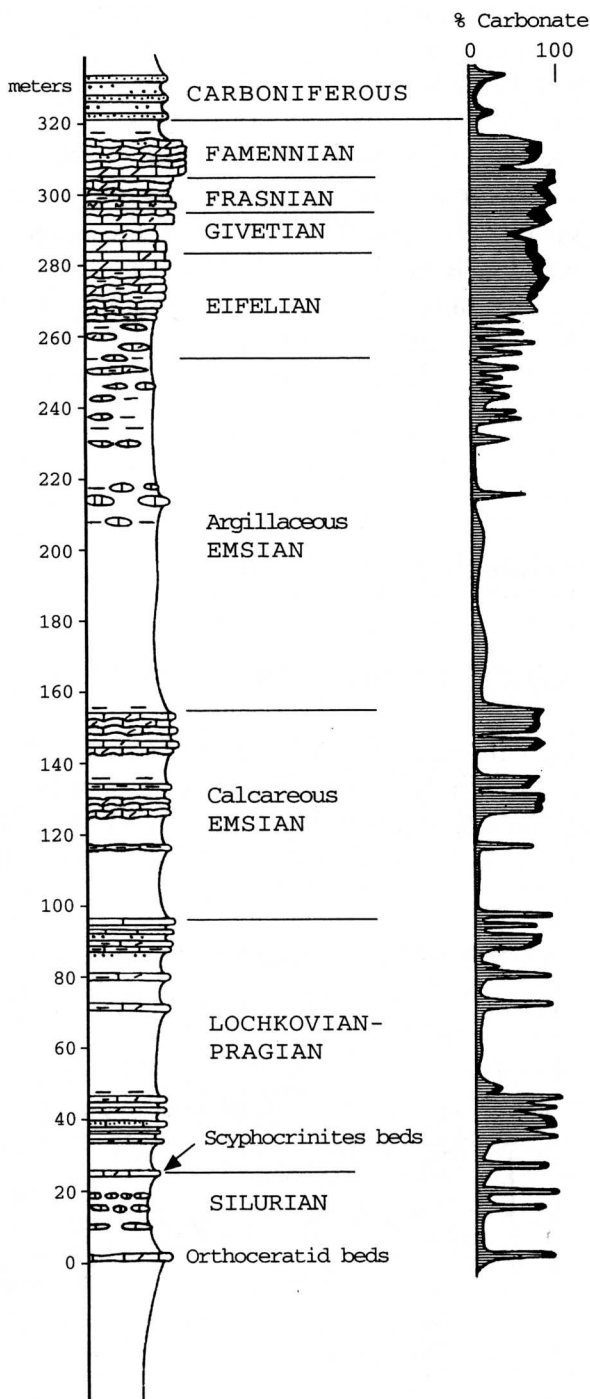 % Carbonate
0 100
meters
CARBONIFEROUS
320
FAMENNIAN
300
FRASNIAN
GIVETIAN
280
EIFELIAN
260
240
220
Argillaceous
200
EMSIAN
180
160
140
Calcareous
EMSIAN
120
100
80
LOCHKOVIAN-
PRAGIAN
60
40
Scyphocrinites beds
20
SILURIAN
0
Orthoceratid beds